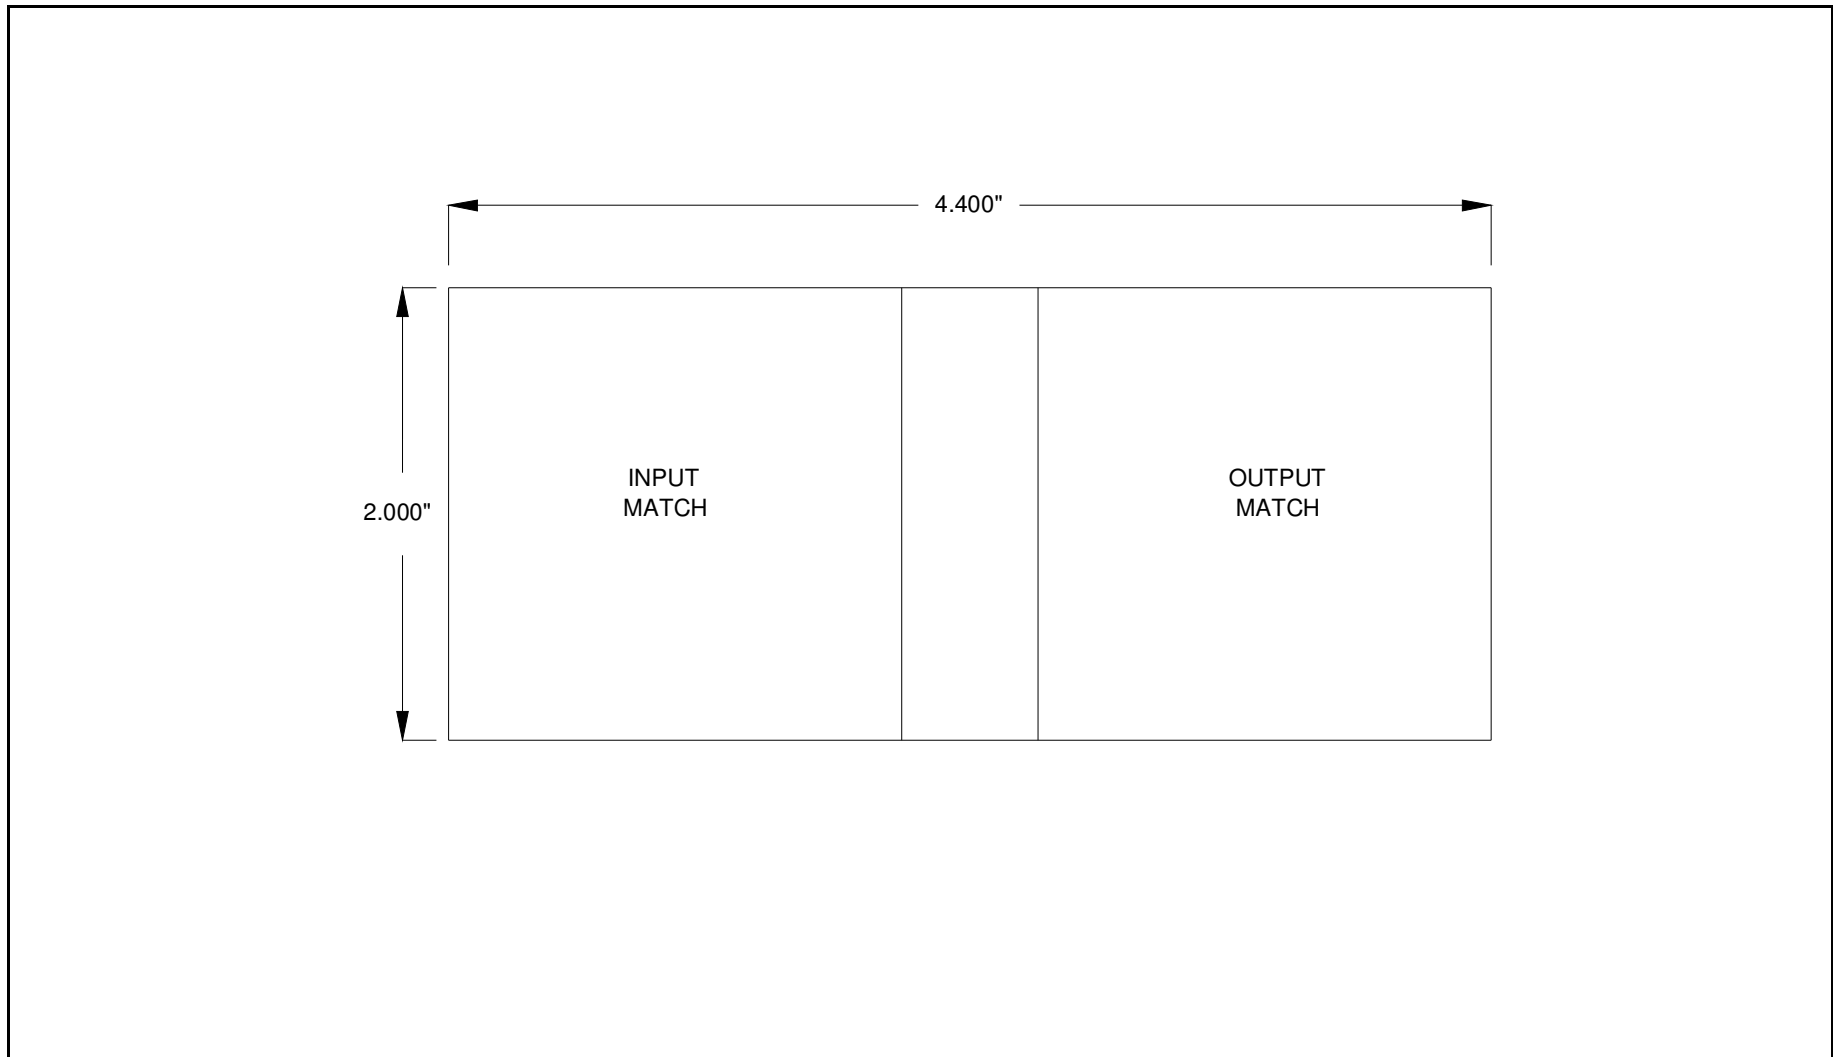 4.400"
2.000"
INPUT
MATCH
OUTPUT
MATCH